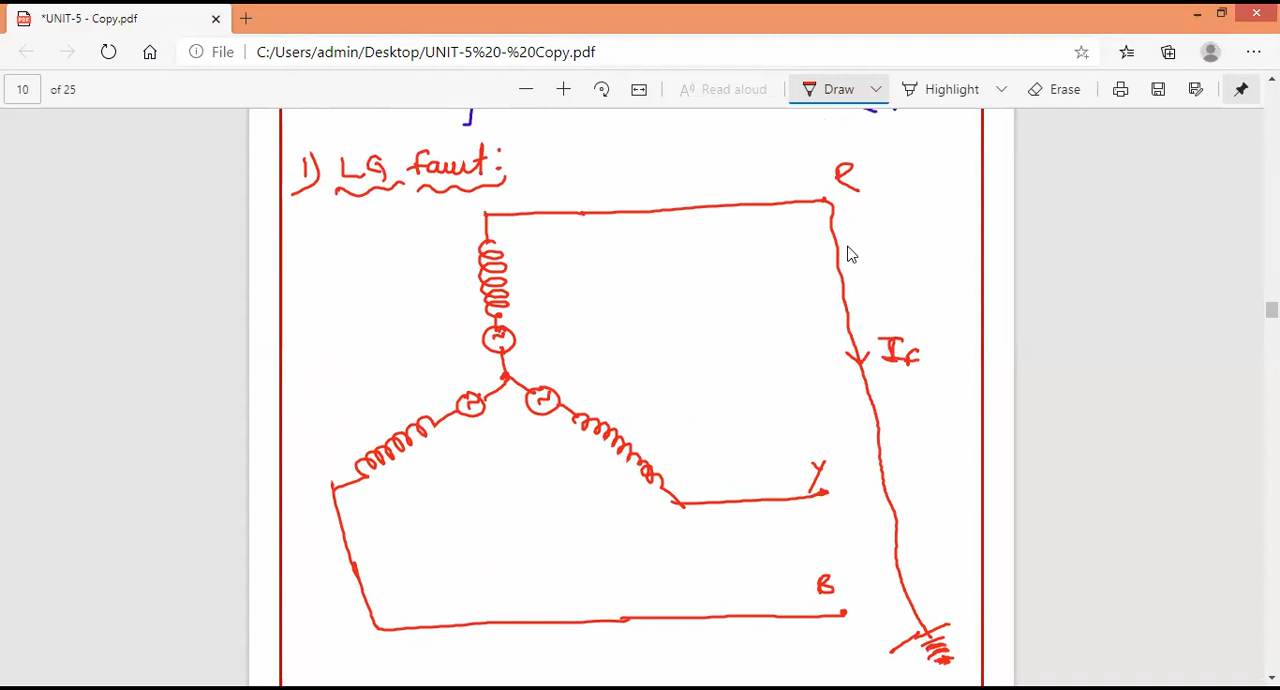 *UNIT-5 - Copy.pdf
File C:/Users/admin/Desktop/UNIT-5%20-%20Copy.pdf
10 of 25 Read aloud Draw Highlight Erase
1) LG fault:
R
If
Y
B